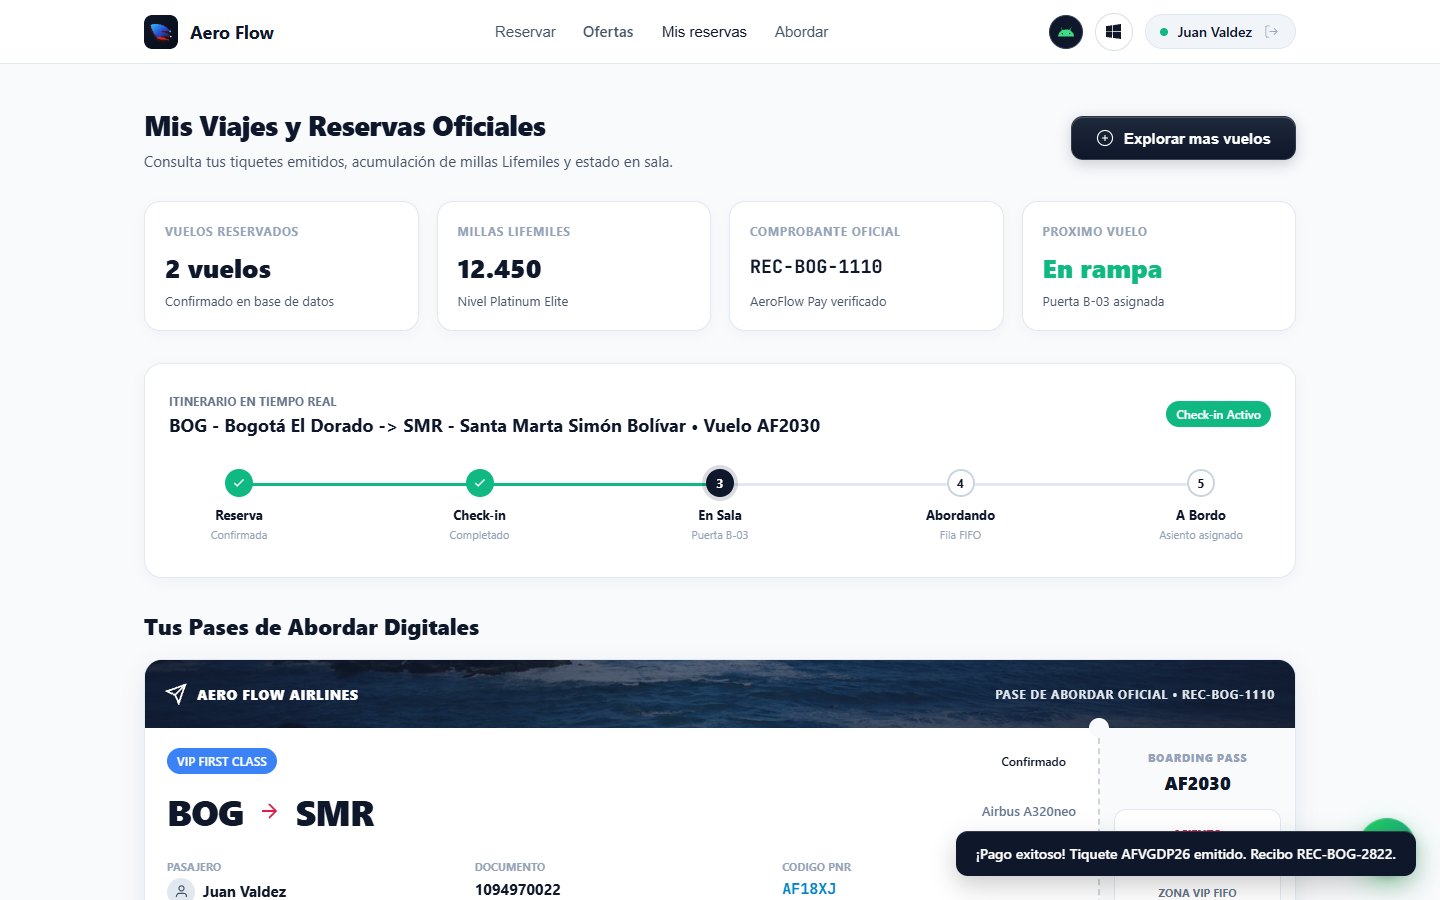 Aero Flow
Reservar
Ofertas
Mis reservas
Abordar
Juan Valdez
Mis Viajes y Reservas Oficiales
Consulta tus tiquetes emitidos, acumulación de millas Lifemiles y estado en sala.
Explorar mas vuelos
VUELOS RESERVADOS
2 vuelos
Confirmado en base de datos
MILLAS LIFEMILES
12.450
Nivel Platinum Elite
COMPROBANTE OFICIAL
REC-BOG-1110
AeroFlow Pay verificado
PROXIMO VUELO
En rampa
Puerta B-03 asignada
ITINERARIO EN TIEMPO REAL
BOG - Bogotá El Dorado -> SMR - Santa Marta Simón Bolívar • Vuelo AF2030
Check-in Activo
Reserva
Confirmada
Check-in
Completado
3
En Sala
Puerta B-03
4
Abordando
Fila FIFO
5
A Bordo
Asiento asignado
Tus Pases de Abordar Digitales
AERO FLOW AIRLINES
PASE DE ABORDAR OFICIAL • REC-BOG-1110
VIP FIRST CLASS
Confirmado
BOG → SMR
Airbus A320neo
BOARDING PASS
AF2030
PASAJERO
Juan Valdez
DOCUMENTO
1094970022
CODIGO PNR
AF18XJ
¡Pago exitoso! Tiquete AFVGDP26 emitido. Recibo REC-BOG-2822.
ZONA VIP FIFO